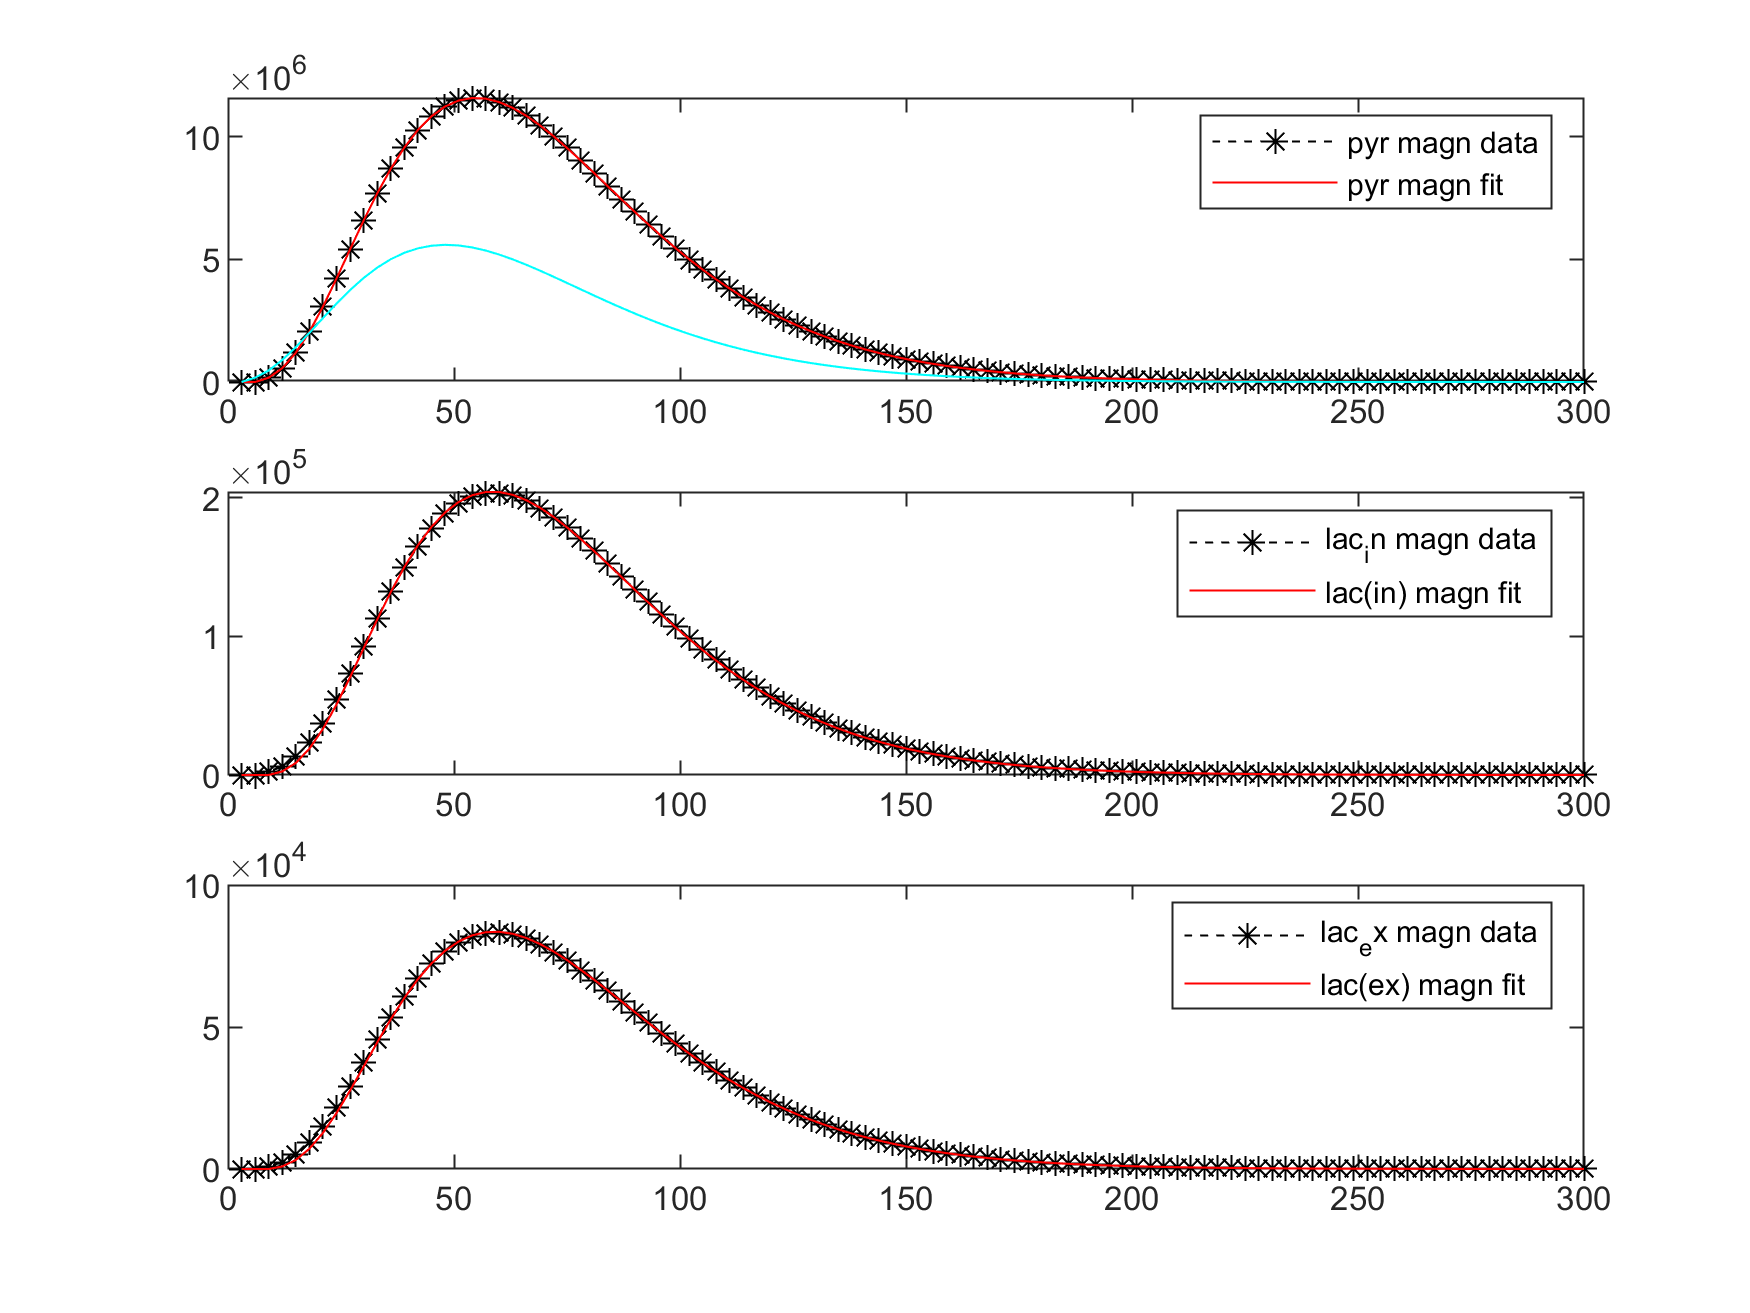 ×10^6
10
5
0
0 50 100 150 200 250 300
pyr magn data
pyr magn fit
×10^5
2
1
0
0 50 100 150 200 250 300
lac_in magn data
lac(in) magn fit
×10^4
10
5
0
0 50 100 150 200 250 300
lac_ex magn data
lac(ex) magn fit